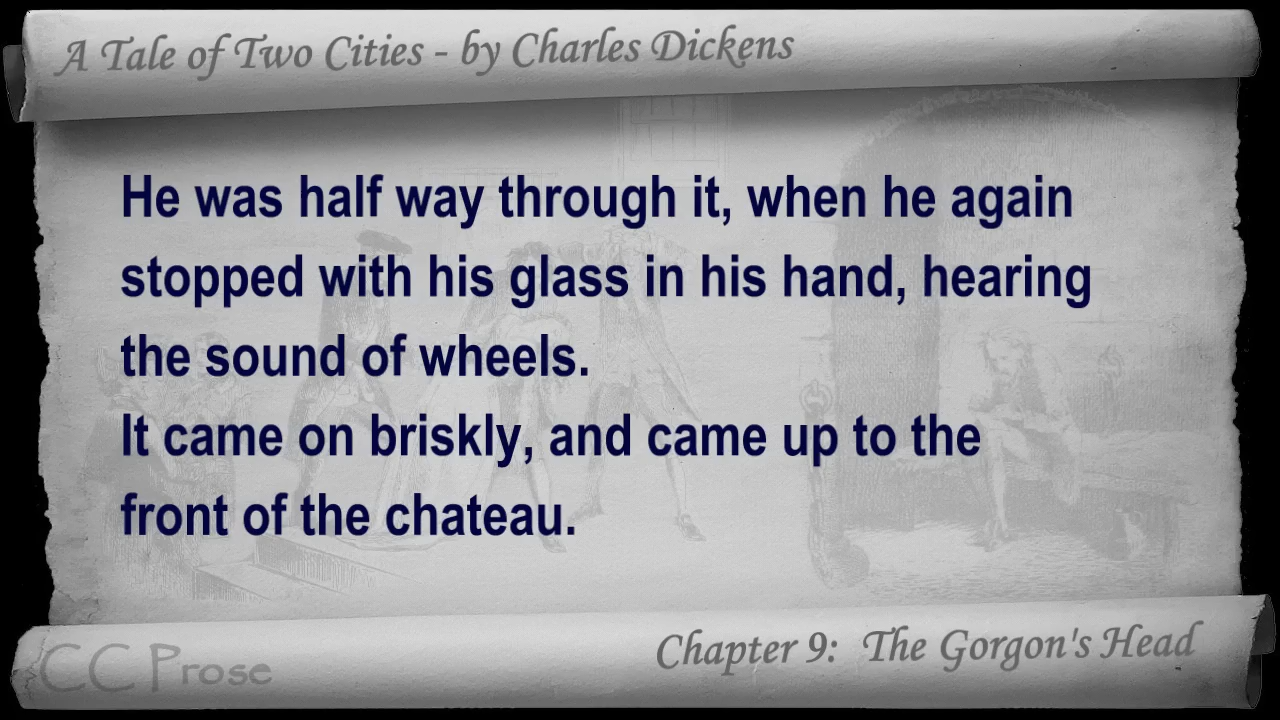 A Tale of Two Cities - by Charles Dickens
He was half way through it, when he again
stopped with his glass in his hand, hearing
the sound of wheels.
It came on briskly, and came up to the
front of the chateau.
CC Prose
Chapter 9: The Gorgon's Head